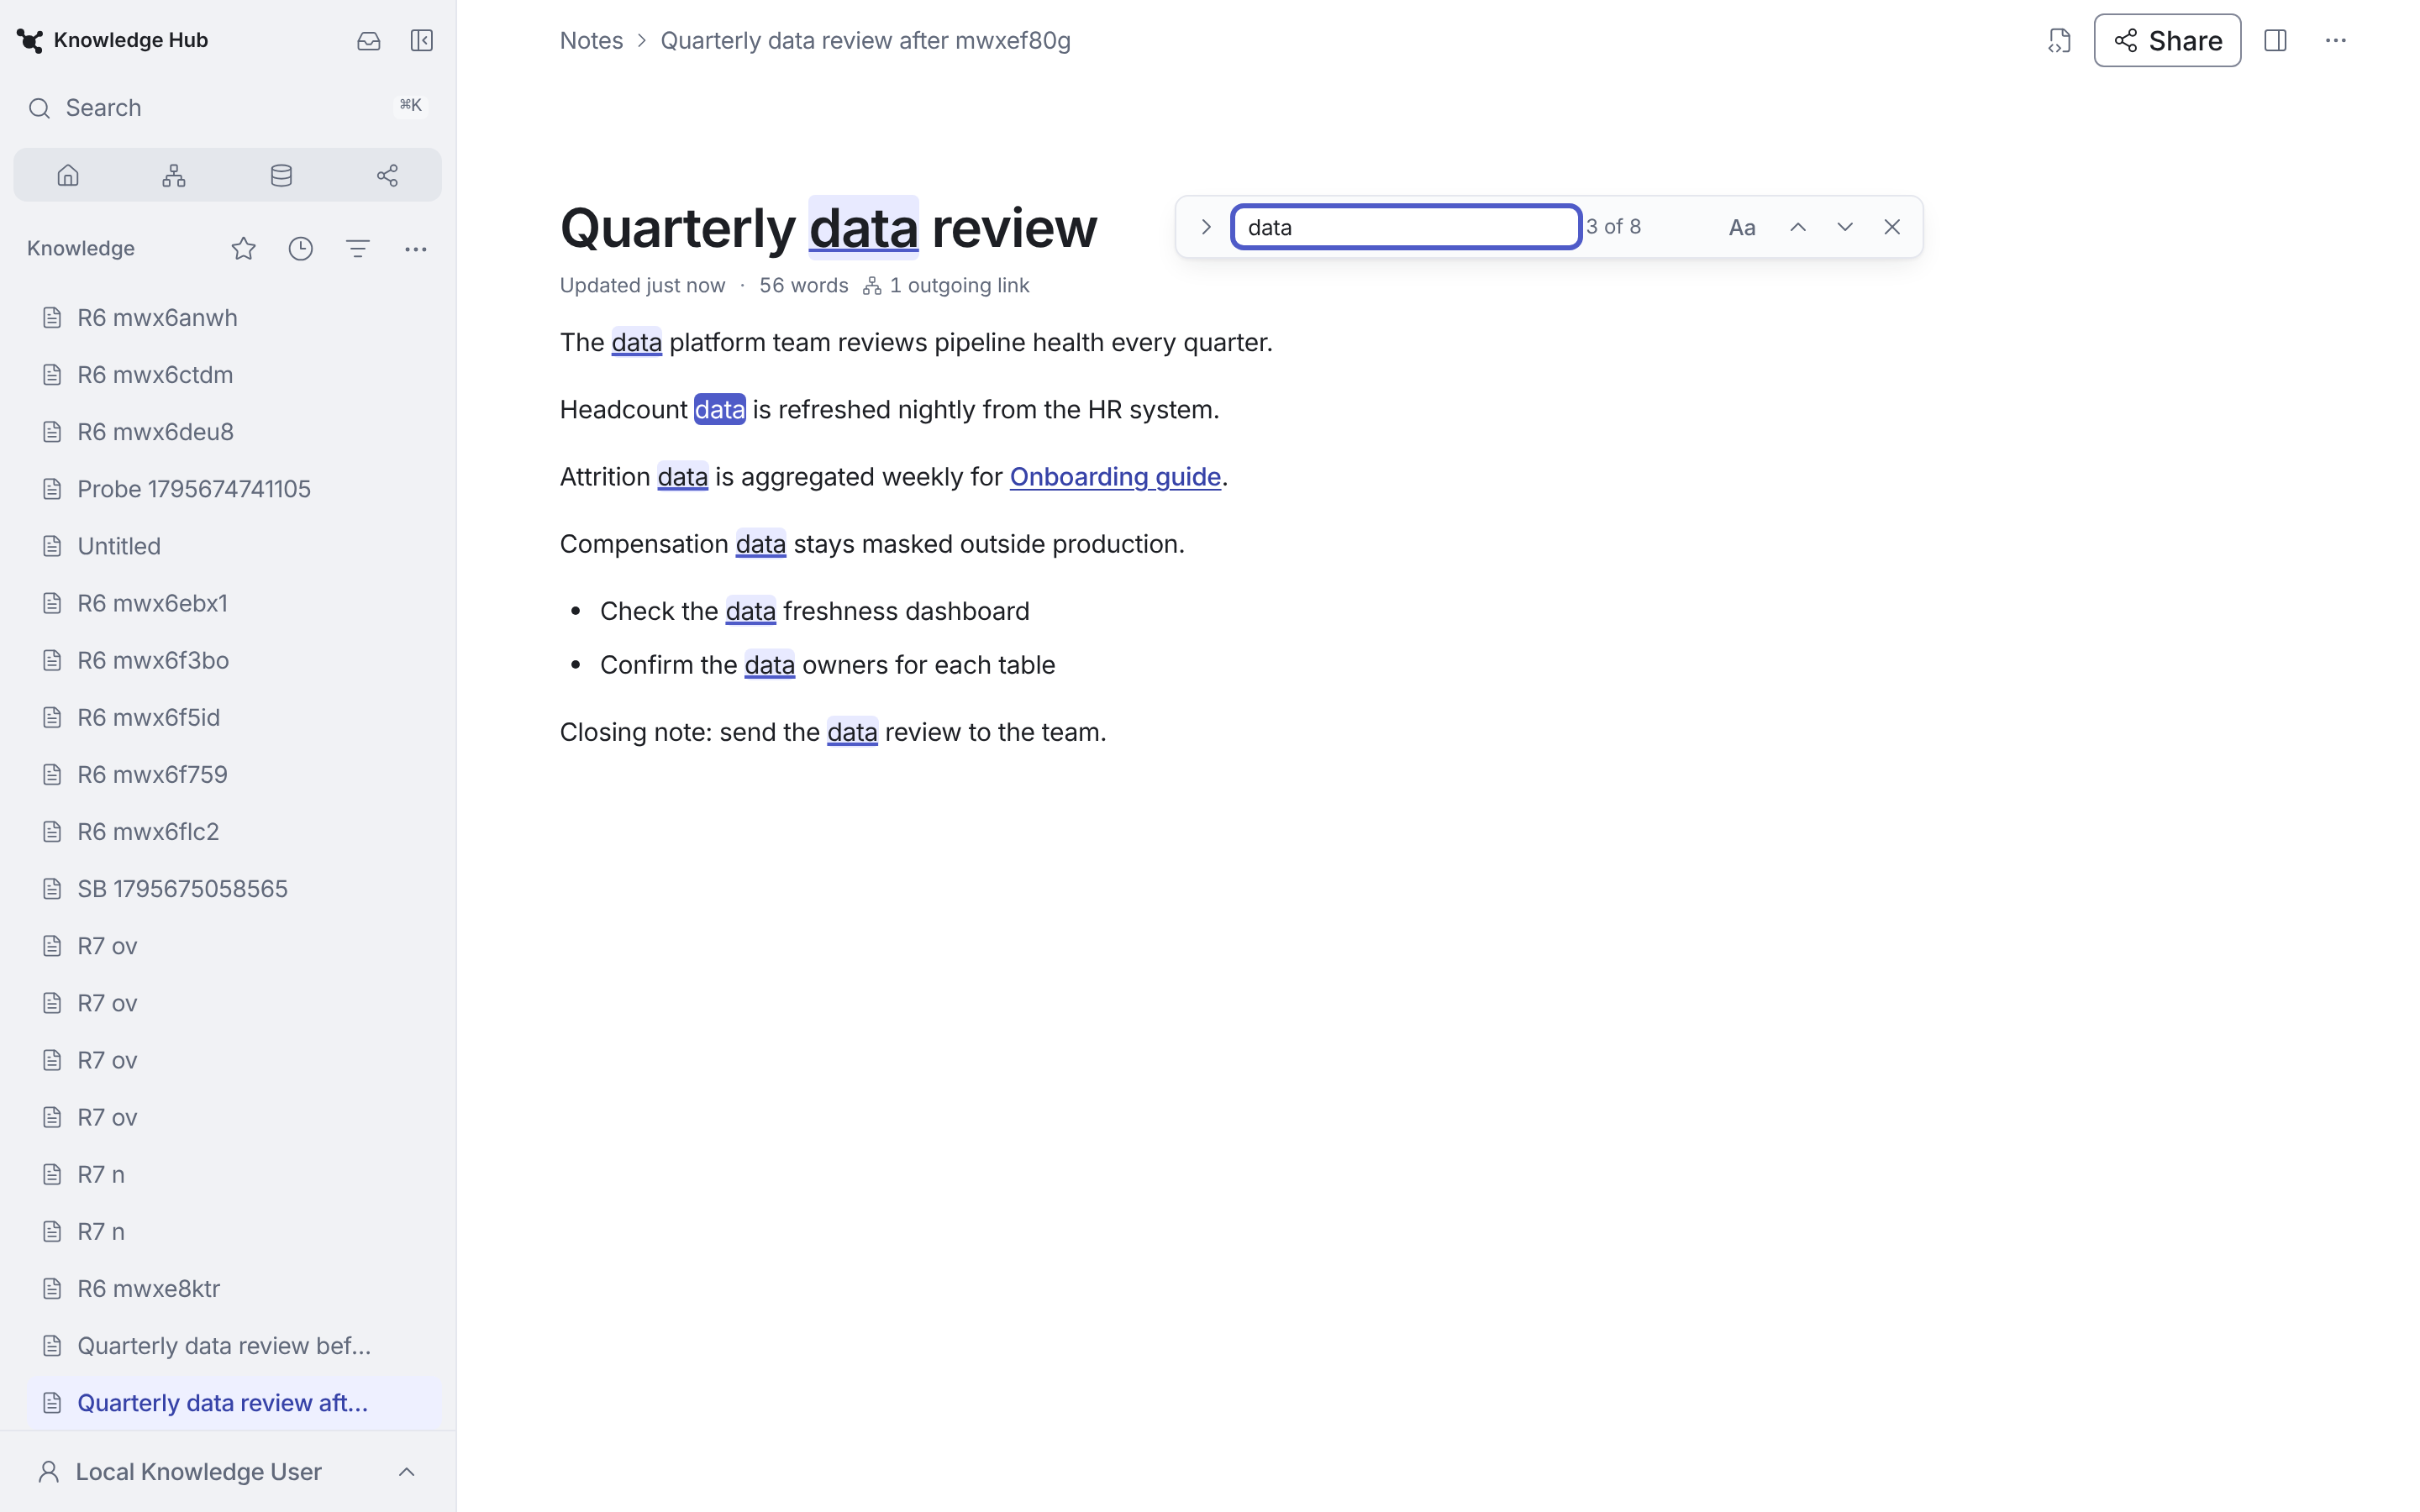 Knowledge Hub
Search
⌘K
Knowledge
R6 mwx6anwh
R6 mwx6ctdm
R6 mwx6deu8
Probe 1795674741105
Untitled
R6 mwx6ebx1
R6 mwx6f3bo
R6 mwx6f5id
R6 mwx6f759
R6 mwx6flc2
SB 1795675058565
R7 ov
R7 ov
R7 ov
R7 ov
R7 n
R7 n
R6 mwxe8ktr
Quarterly data review bef...
Quarterly data review aft...
Local Knowledge User
Notes > Quarterly data review after mwxef80g
Share
Quarterly data review
data
3 of 8
Aa
Updated just now · 56 words 1 outgoing link
The data platform team reviews pipeline health every quarter.
Headcount data is refreshed nightly from the HR system.
Attrition data is aggregated weekly for Onboarding guide.
Compensation data stays masked outside production.
• Check the data freshness dashboard
• Confirm the data owners for each table
Closing note: send the data review to the team.